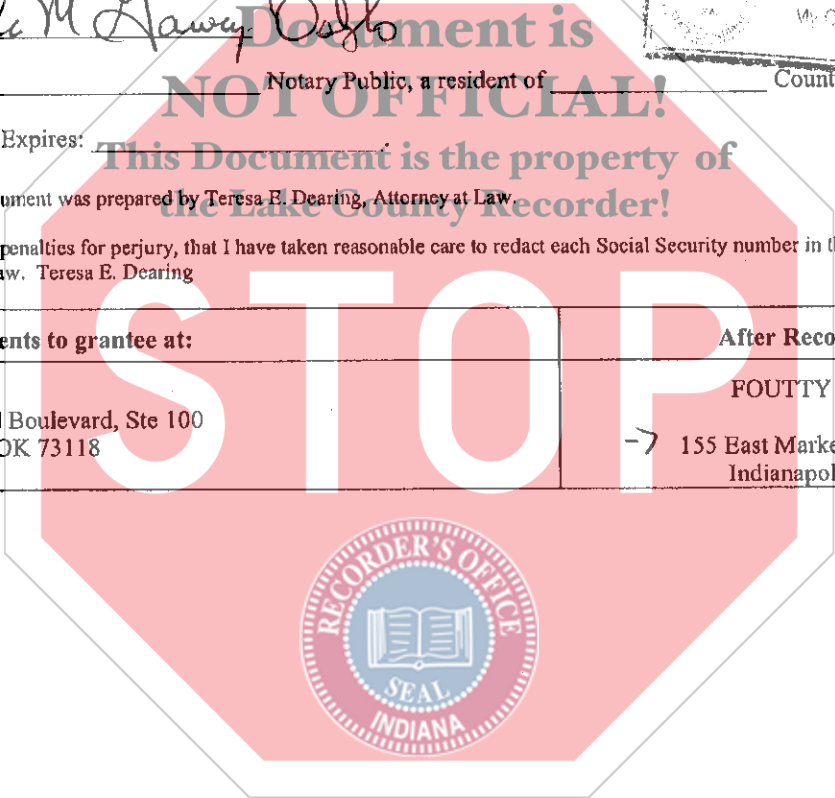 M
Document is
NOT OFFICIAL!
Notary Public, a resident of Count
Expires:
This Document is the property of
ument was prepared by Teresa E. Dearing, Attorney at Law.
the Lake County Recorder!
penalties for perjury, that I have taken reasonable care to redact each Social Security number in th
aw. Teresa E. Dearing
STOP
ents to grantee at:
After Reco
FOUTTY
Boulevard, Ste 100
OK 73118
-> 155 East Marke
Indianapol
RECORDER'S OFFICE
SEAL
INDIANA